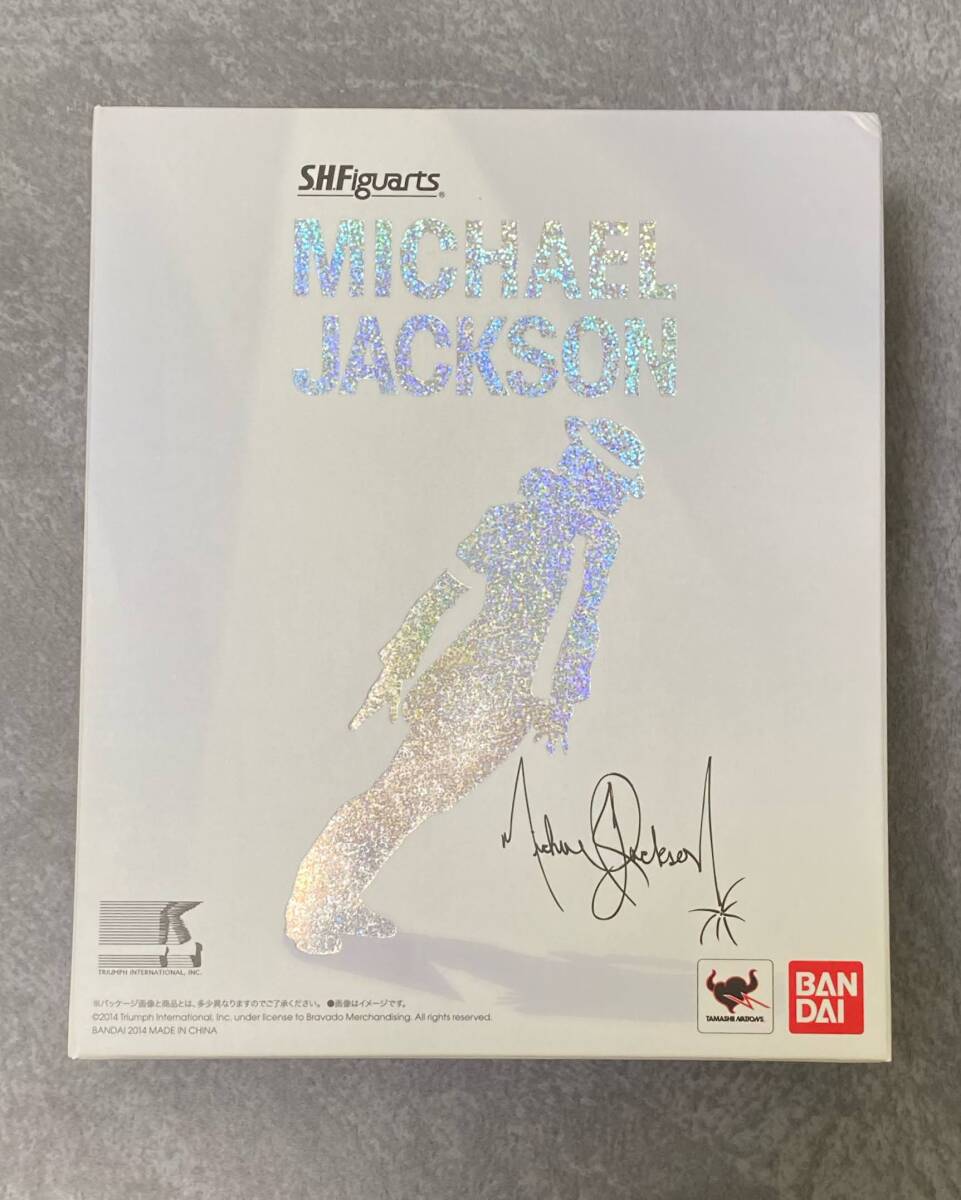 S.H.Figuarts®
MICHAEL
JACKSON
Michael Jackson
TRIUMPH INTERNATIONAL, INC.
TAMASHII NATIONS
BAN
DAI
※パッケージ画像と商品とは、多少異なりますのでご了承ください。 ●画像はイメージです。
©2014 Triumph International, Inc. under license to Bravado Merchandising. All rights reserved.
BANDAI 2014 MADE IN CHINA